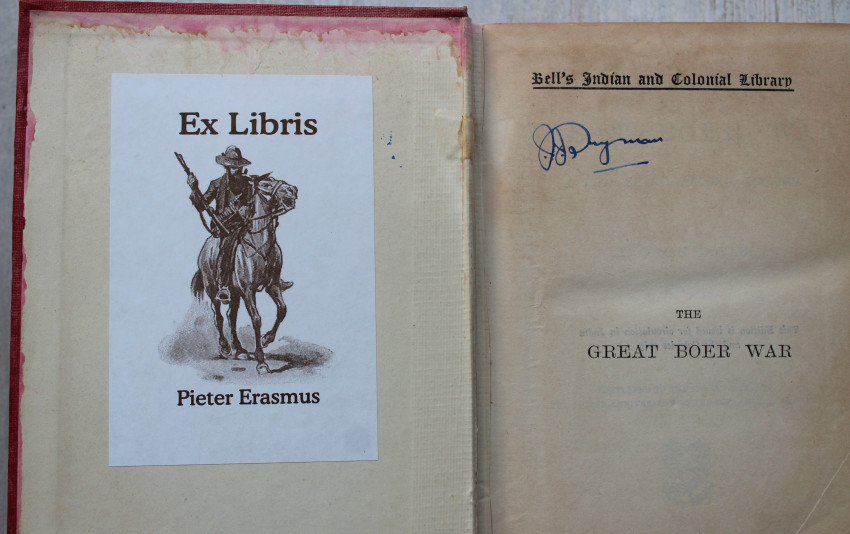 Ex Libris
Pieter Erasmus
Bell's Indian and Colonial Library
THE
GREAT BOER WAR